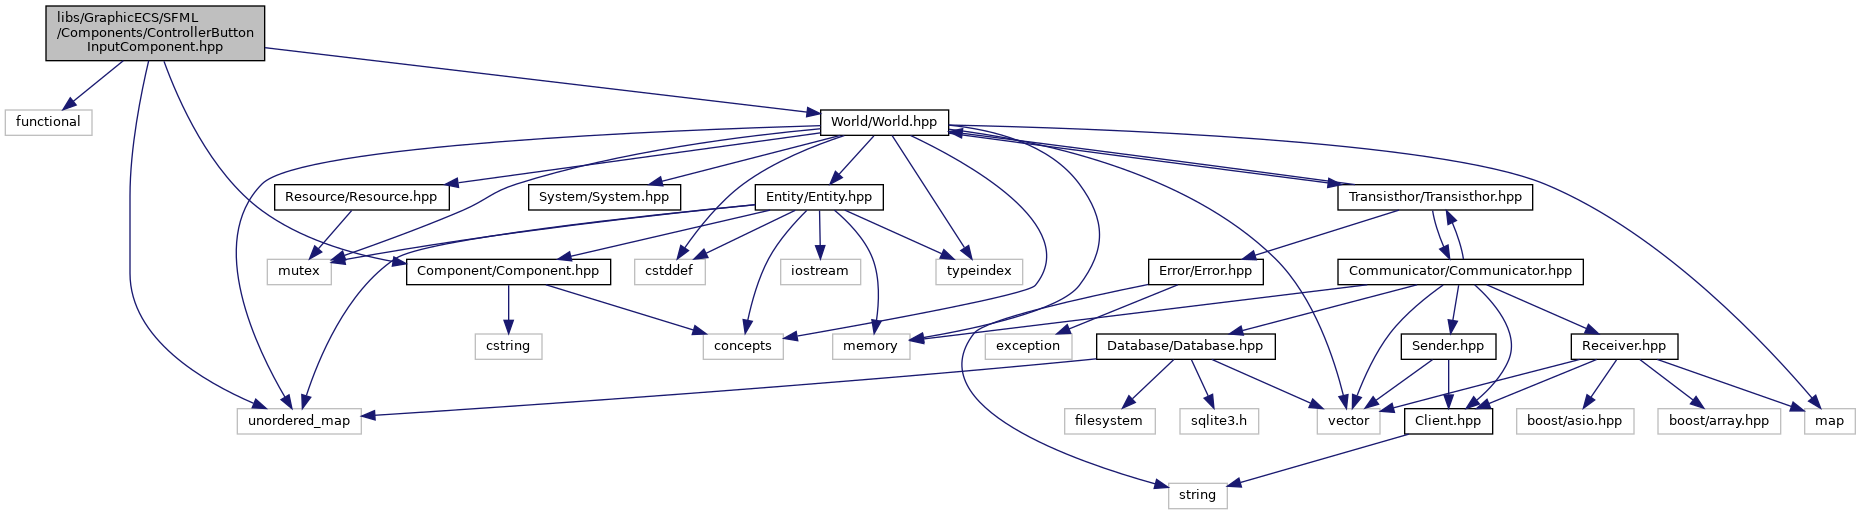 libs/GraphicECS/SFML
/Components/ControllerButton
InputComponent.hpp
functional
World/World.hpp
Resource/Resource.hpp
System/System.hpp
Entity/Entity.hpp
Transisthor/Transisthor.hpp
mutex
Component/Component.hpp
cstddef
iostream
typeindex
Error/Error.hpp
Communicator/Communicator.hpp
cstring
concepts
memory
exception
Database/Database.hpp
Sender.hpp
Receiver.hpp
unordered_map
filesystem
sqlite3.h
vector
Client.hpp
boost/asio.hpp
boost/array.hpp
map
string